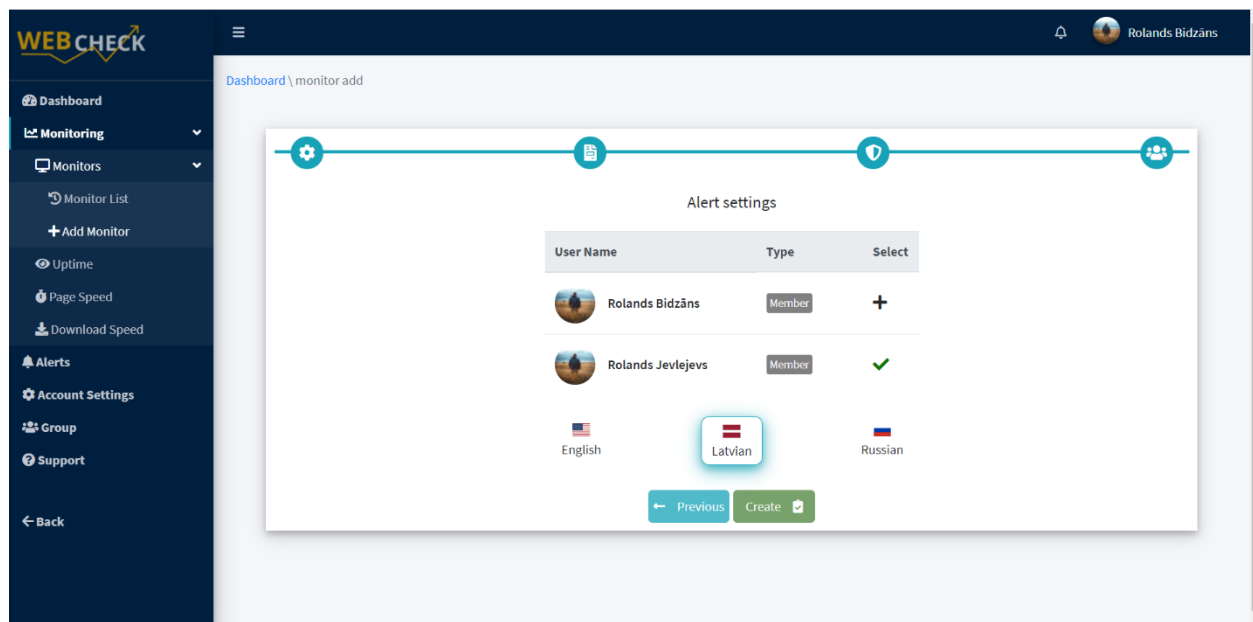 WEBCHECK
Rolands Bidzāns
Dashboard \ monitor add
Dashboard
Monitoring
Monitors
Monitor List
Add Monitor
Uptime
Page Speed
Download Speed
Alerts
Account Settings
Group
Support
Back
Alert settings
User Name Type Select
Rolands Bidzāns Member
Rolands Jevlejevs Member
English Latvian Russian
Previous Create